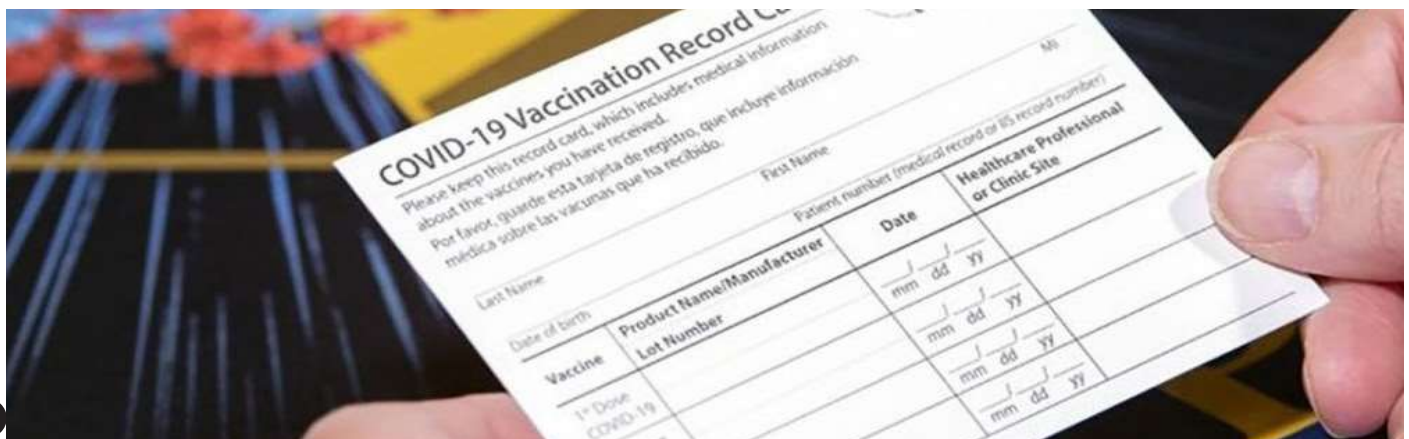 COVID-19 Vaccination Record
Please keep this record card, which includes medical information
about the vaccines you have received.
Por favor, guarde esta tarjeta de registro, que incluye información
médica sobre las vacunas que ha recibido.
Last Name First Name MI
Date of birth Patient number (medical record or IIS record number)
Vaccine Product Name/Manufacturer Date Healthcare Professional
Lot Number or Clinic Site
1st Dose
COVID-19
mm dd yy
mm dd yy
mm dd yy
mm dd yy